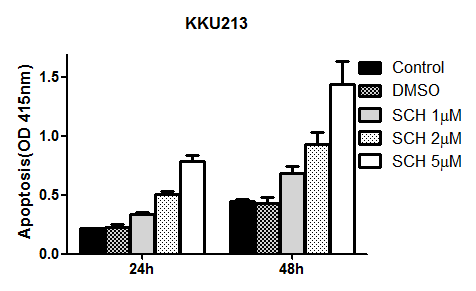 KKU213
Apoptosis(OD 415nm)
1.5
1.0
0.5
0.0
24h
48h
Control
DMSO
SCH 1μM
SCH 2μM
SCH 5μM